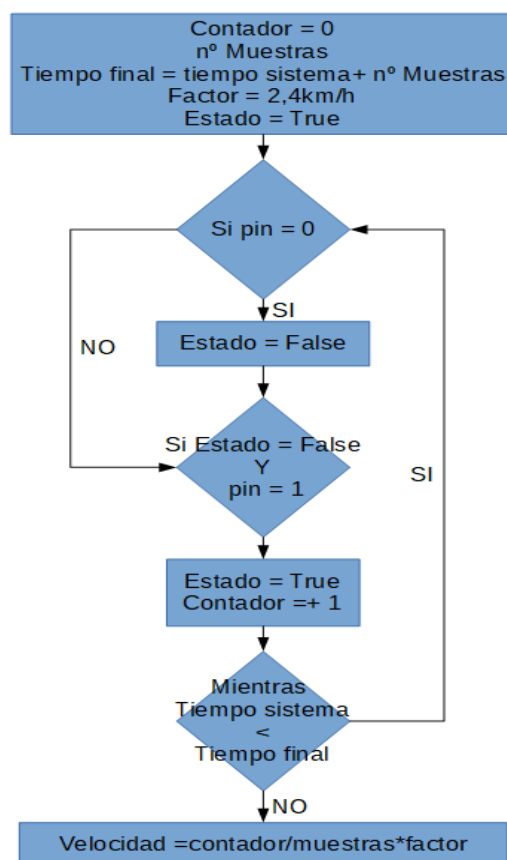 Contador = 0
nº Muestras
Tiempo final = tiempo sistema+ nº Muestras
Factor = 2,4km/h
Estado = True
Si pin = 0
SI
NO
Estado = False
Si Estado = False
Y
pin = 1
SI
Estado = True
Contador =+ 1
Mientras
Tiempo sistema
<
Tiempo final
NO
Velocidad =contador/muestras*factor